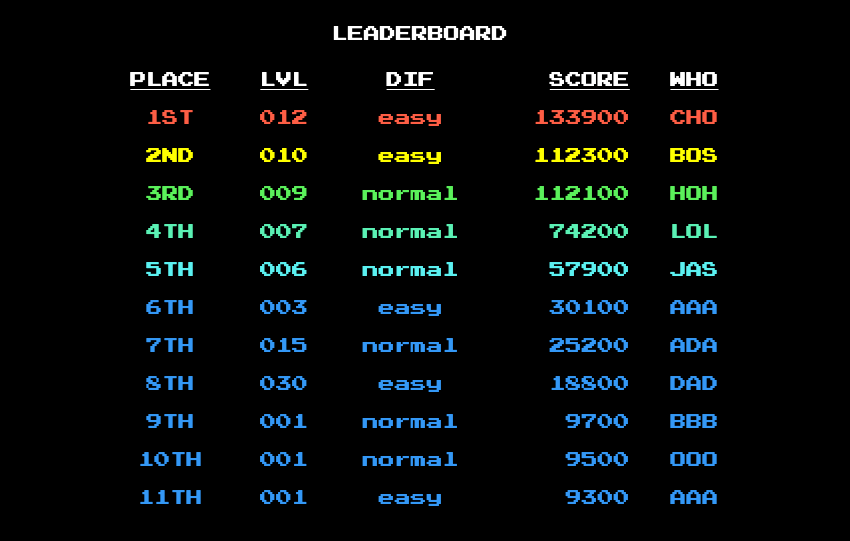 LEADERBOARD
PLACE LVL DIF SCORE WHO
1ST 012 easy 133900 CHO
2ND 010 easy 112300 BOS
3RD 009 normal 112100 HOH
4TH 007 normal 74200 LOL
5TH 006 normal 57900 JAS
6TH 003 easy 30100 AAA
7TH 015 normal 25200 ADA
8TH 030 easy 18800 DAD
9TH 001 normal 9700 BBB
10TH 001 normal 9500 OOO
11TH 001 easy 9300 AAA